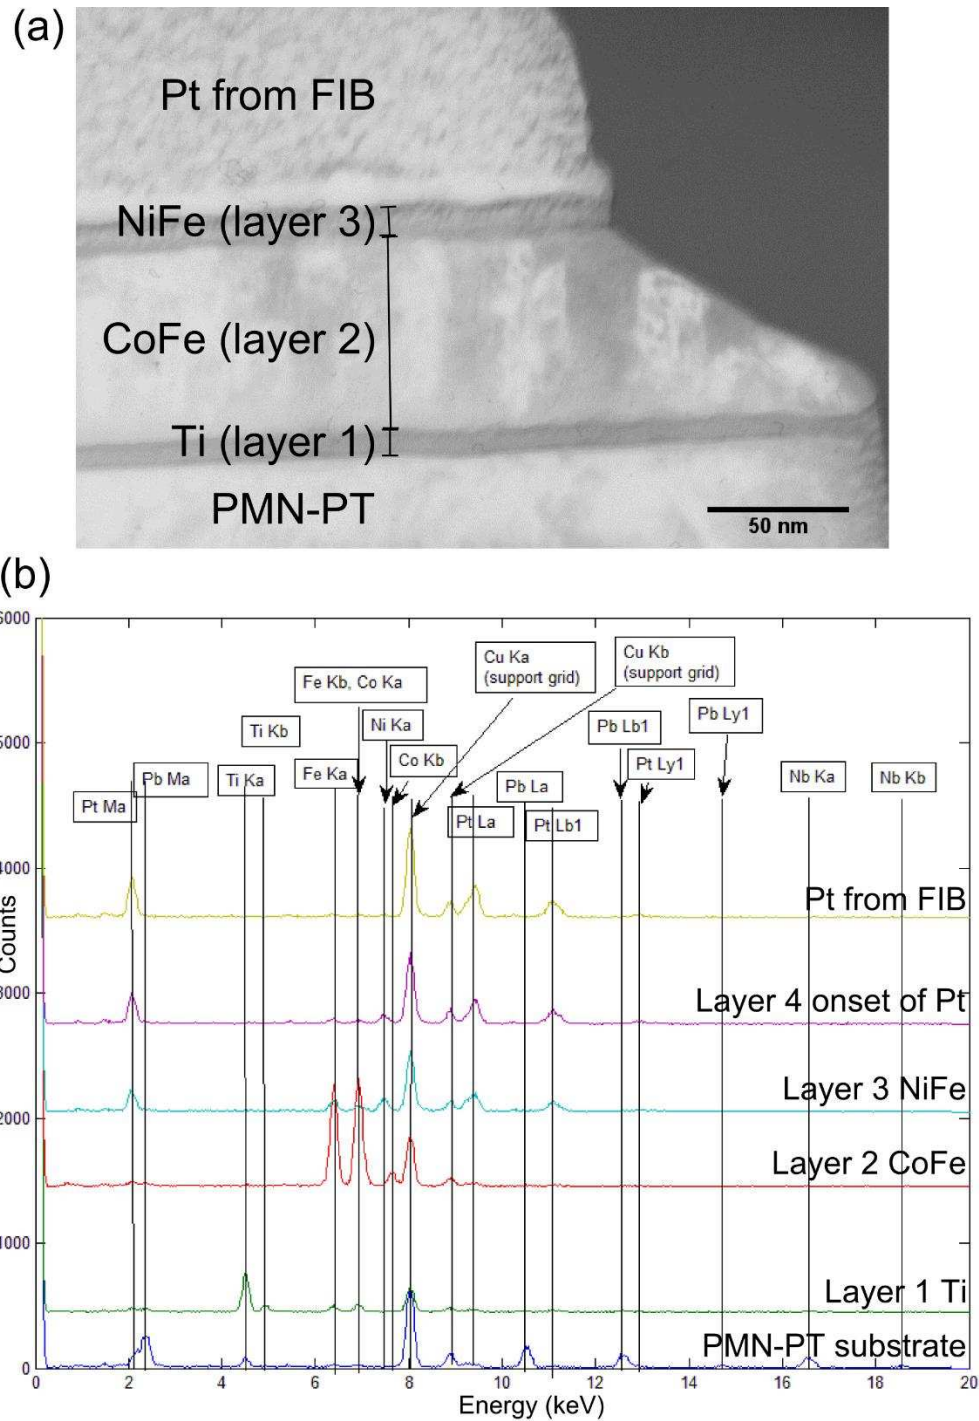 (a)
Pt from FIB
NiFe (layer 3)
CoFe (layer 2)
Ti (layer 1)
PMN-PT
50 nm
(b)
6000
5000
4000
3000
2000
1000
0
Counts
Cu Ka
(support grid)
Cu Kb
(support grid)
Fe Kb, Co Ka
Ti Kb
Ni Ka
Pb Lb1
Pb Ly1
Pb Ma
Ti Ka
Fe Ka
Co Kb
Pb La
Pt Ly1
Nb Ka
Nb Kb
Pt Ma
Pt La
Pt Lb1
Pt from FIB
Layer 4 onset of Pt
Layer 3 NiFe
Layer 2 CoFe
Layer 1 Ti
PMN-PT substrate
0 2 4 6 8 10 12 14 16 18 20
Energy (keV)